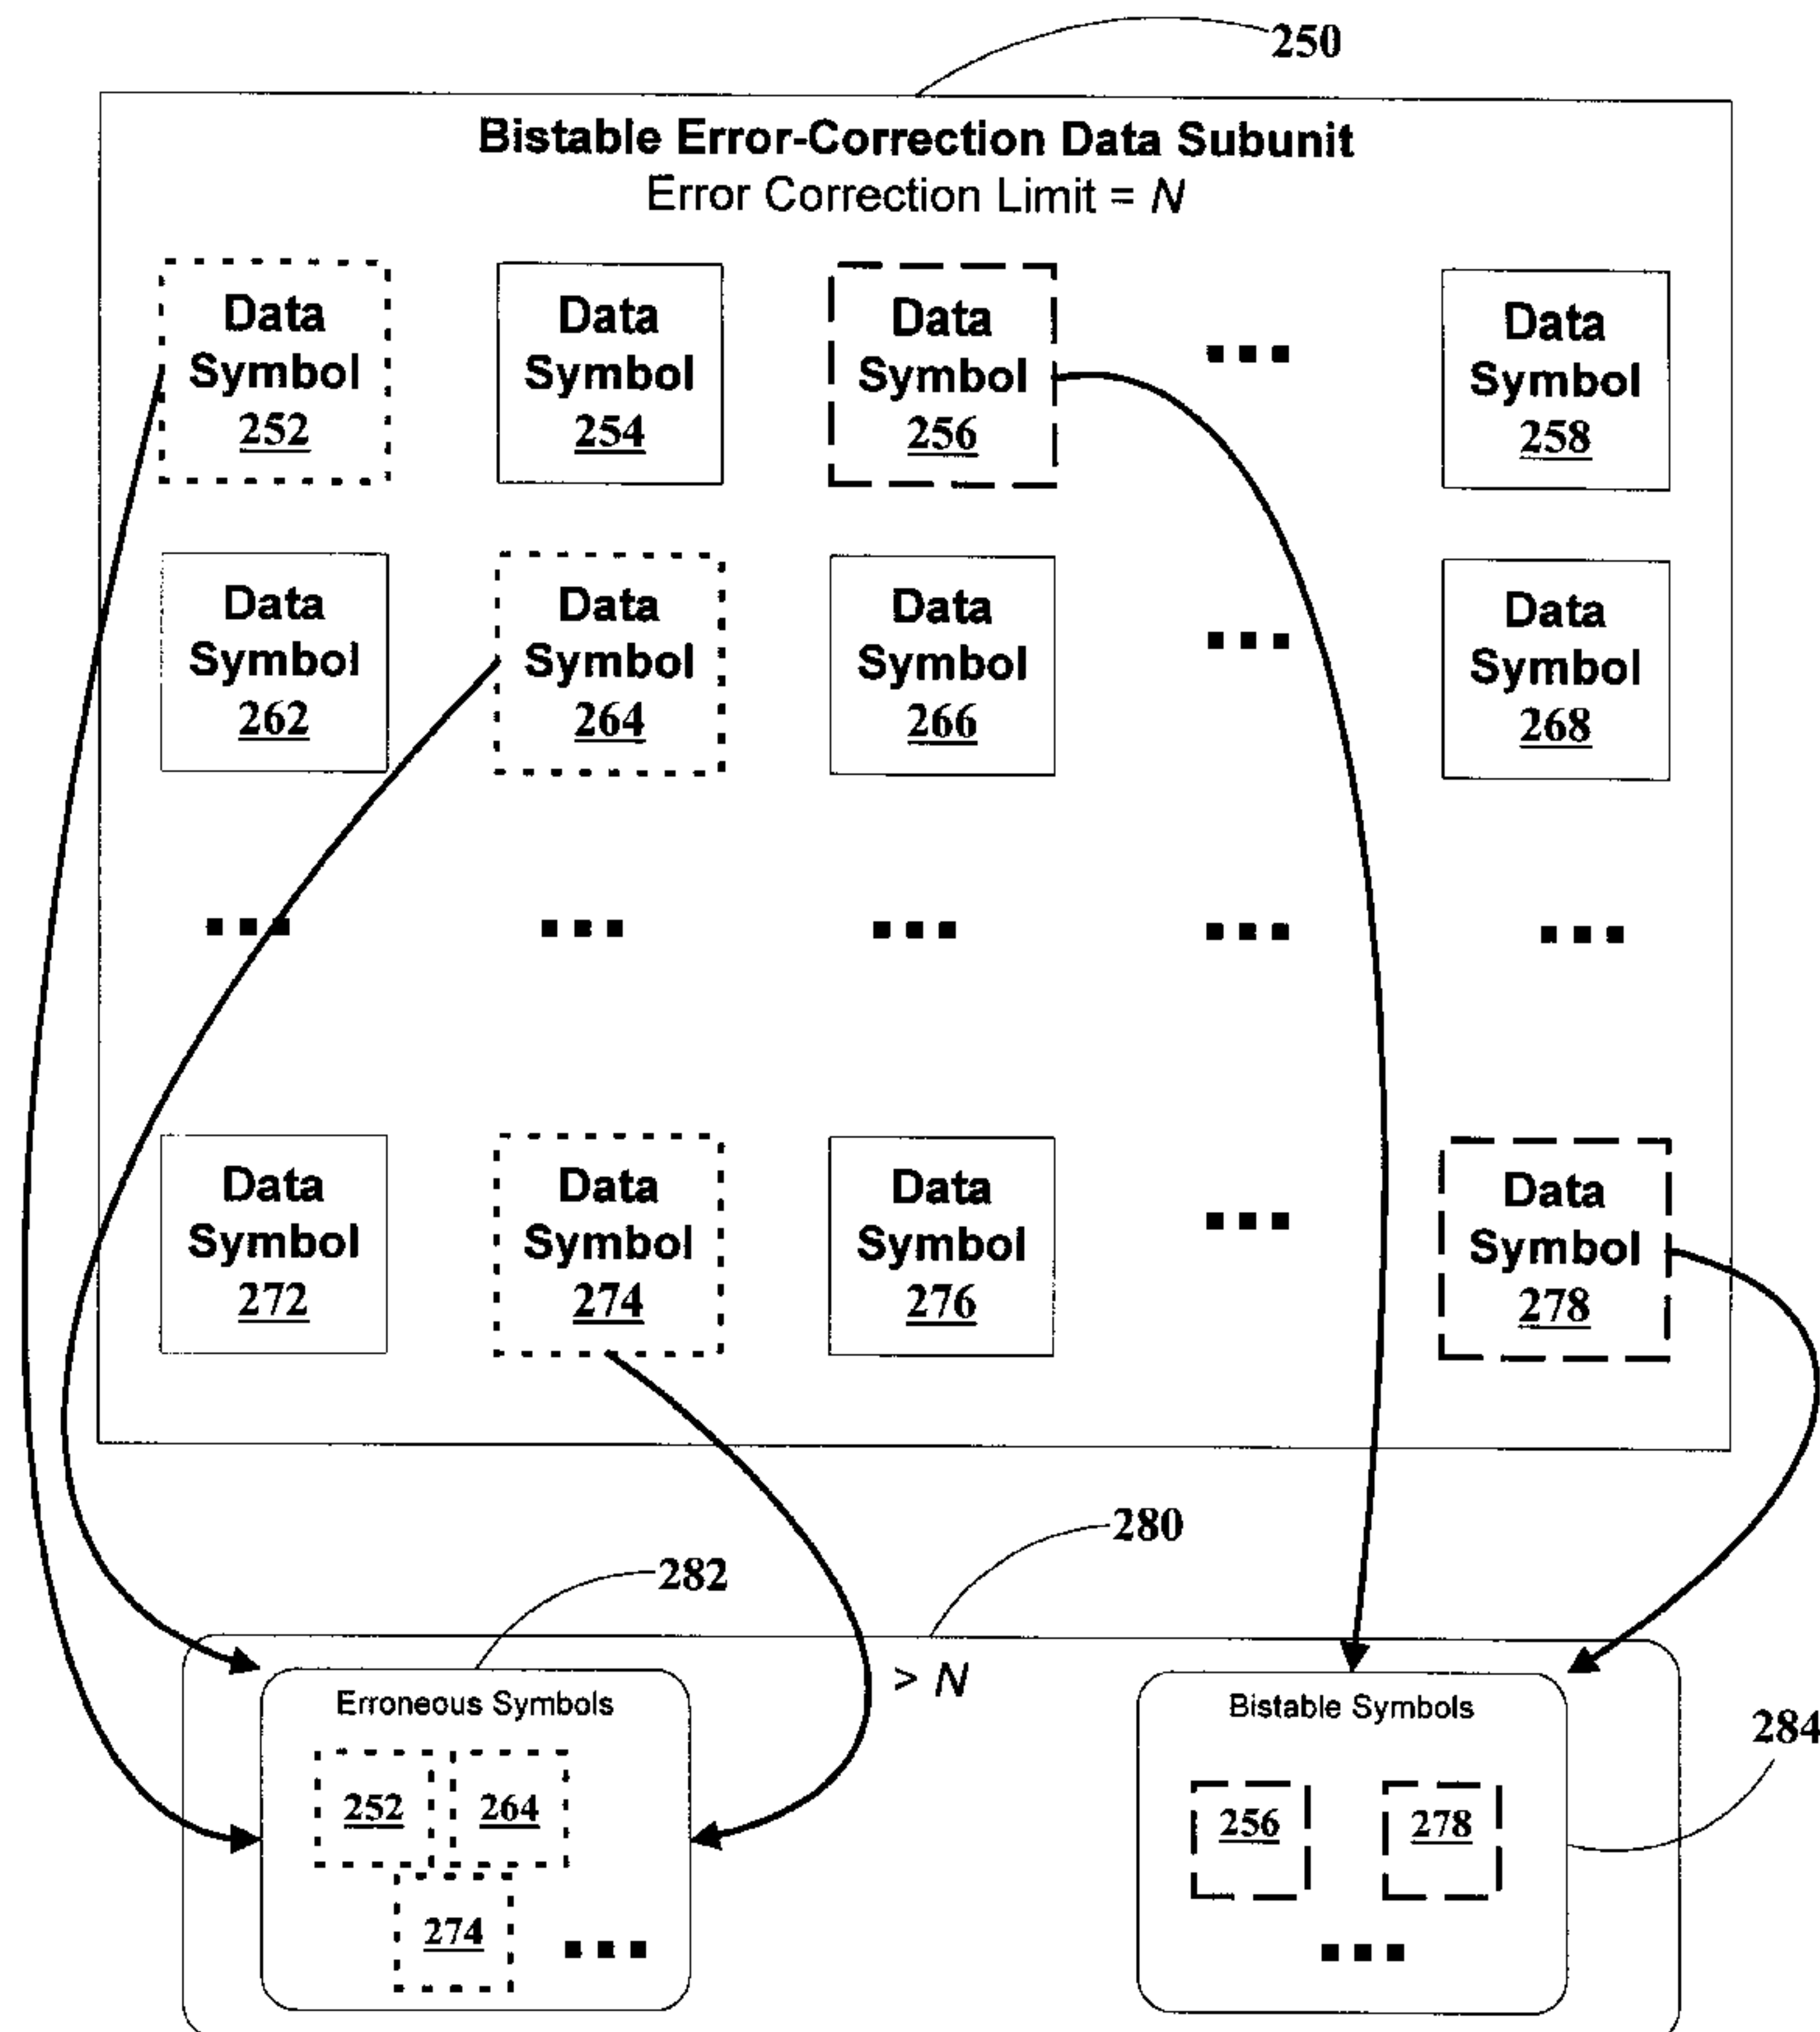 250
Bistable Error-Correction Data Subunit
Error Correction Limit = N
Data Symbol 252
Data Symbol 254
Data Symbol 256
...
Data Symbol 258
Data Symbol 262
Data Symbol 264
Data Symbol 266
...
Data Symbol 268
... ... ... ... ...
Data Symbol 272
Data Symbol 274
Data Symbol 276
...
Data Symbol 278
280
282
> N
Erroneous Symbols
252
264
274
...
Bistable Symbols
284
256
278
...